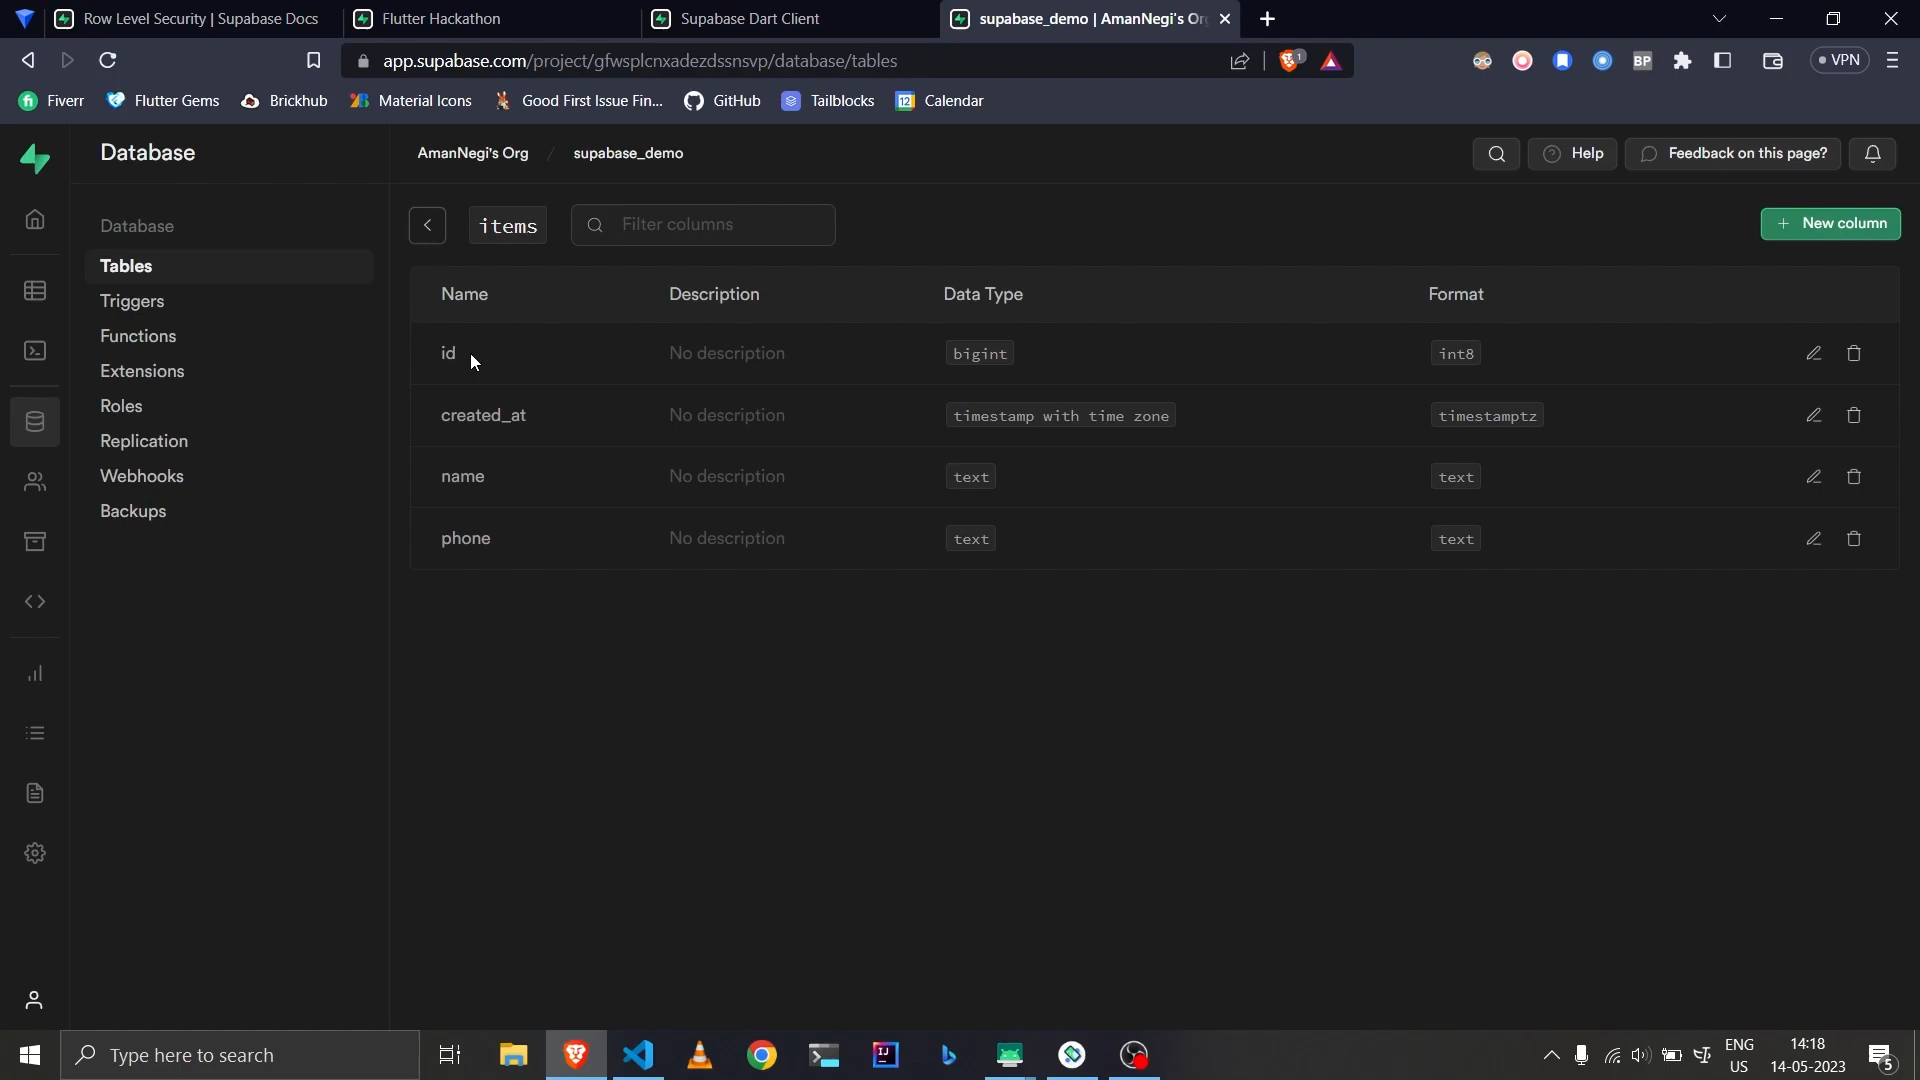 Row Level Security | Supabase Docs
Flutter Hackathon
Supabase Dart Client
supabase_demo | AmanNegi's Or
app.supabase.com/project/gfwsplcnxadezdssnsvp/database/tables
1
BP
VPN
Fiverr
Flutter Gems
Brickhub
Material Icons
Good First Issue Fin...
GitHub
12
Tailblocks
Calendar
Database
AmanNegi's Org / supabase_demo
Help
Feedback on this page?
Database
Tables
Triggers
Functions
Extensions
Roles
Replication
Webhooks
Backups
items
Filter columns
New column
Name Description Data Type Format
id No description bigint int8
created_at No description timestamp with time zone timestamptz
name No description text text
phone No description text text
Type here to search
IJ
ENG
US
14:18
14-05-2023
5